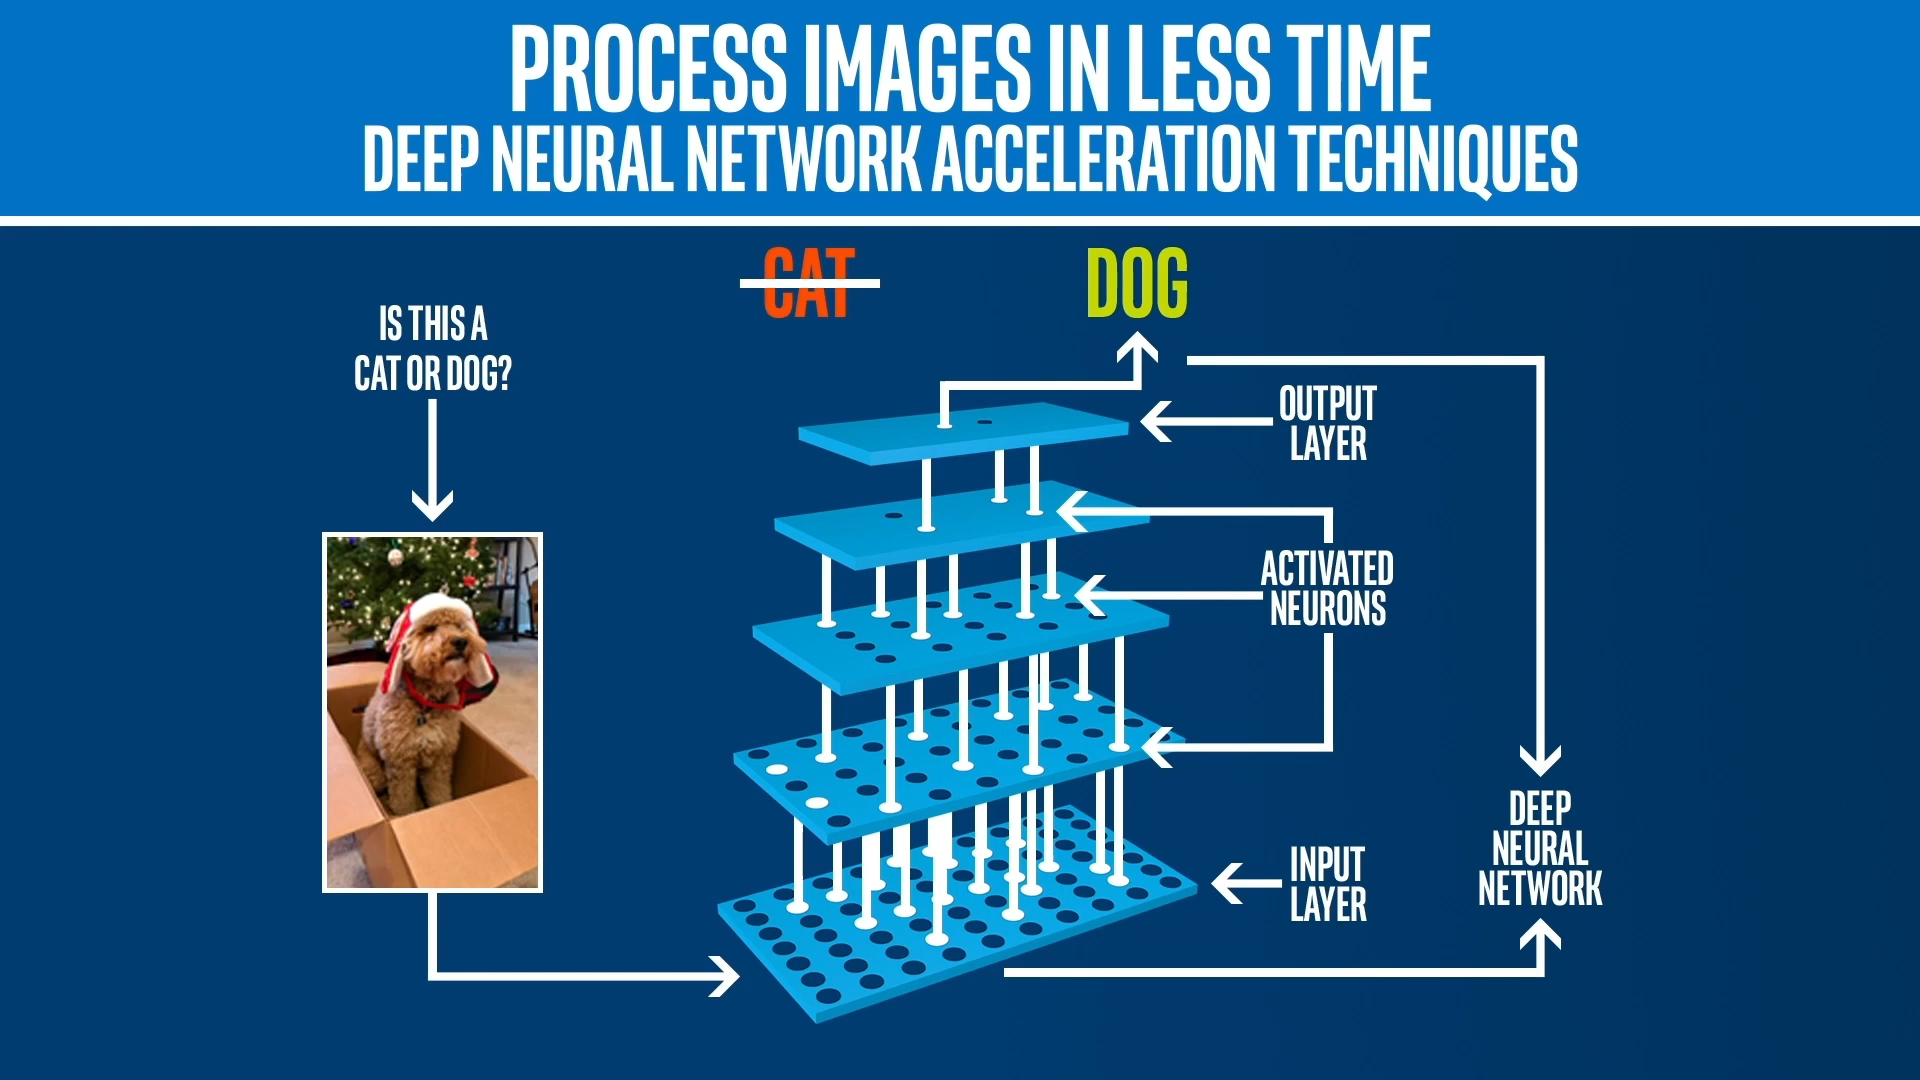 PROCESS IMAGES IN LESS TIME
DEEP NEURAL NETWORK ACCELERATION TECHNIQUES
IS THIS A
CAT OR DOG?
CAT
DOG
OUTPUT
LAYER
ACTIVATED
NEURONS
INPUT
LAYER
DEEP
NEURAL
NETWORK